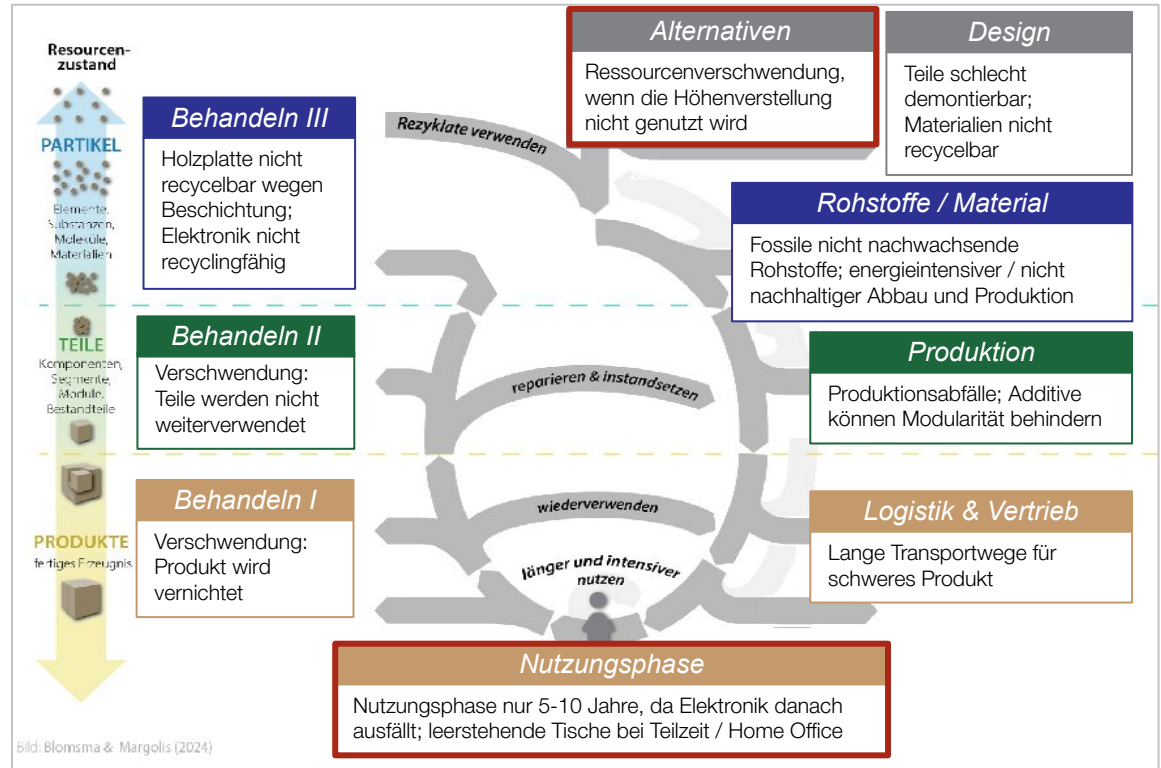 Resourcen-
zustand
PARTIKEL
Elemente,
Substanzen,
Moleküle,
Materialien
TEILE
Komponenten,
Segmente,
Module,
Bestandteile
PRODUKTE
fertiges Erzeugnis
Behandeln III
Holzplatte nicht
recycelbar wegen
Beschichtung;
Elektronik nicht
recyclingfähig
Behandeln II
Verschwendung:
Teile werden nicht
weiterverwendet
Behandeln I
Verschwendung:
Produkt wird
vernichtet
Rezyklate verwenden
reparieren & instandsetzen
wiederverwenden
länger und intensiver
nutzen
Alternativen
Ressourcenverschwendung,
wenn die Höhenverstellung
nicht genutzt wird
Design
Teile schlecht
demontierbar;
Materialien nicht
recycelbar
Rohstoffe / Material
Fossile nicht nachwachsende
Rohstoffe; energieintensiver / nicht
nachhaltiger Abbau und Produktion
Produktion
Produktionsabfälle; Additive
können Modularität behindern
Logistik & Vertrieb
Lange Transportwege für
schweres Produkt
Nutzungsphase
Nutzungsphase nur 5-10 Jahre, da Elektronik danach
ausfällt; leerstehende Tische bei Teilzeit / Home Office
Bild: Blomsma & Margolis (2024)